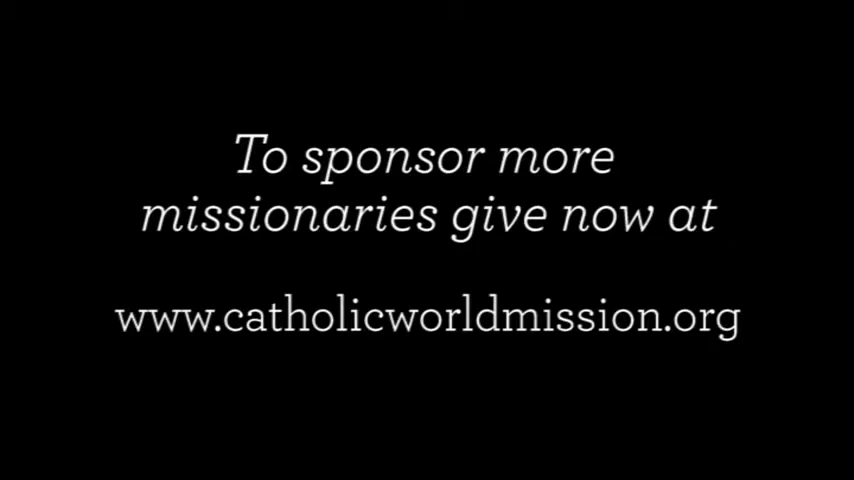 To sponsor more
missionaries give now at
www.catholicworldmission.org